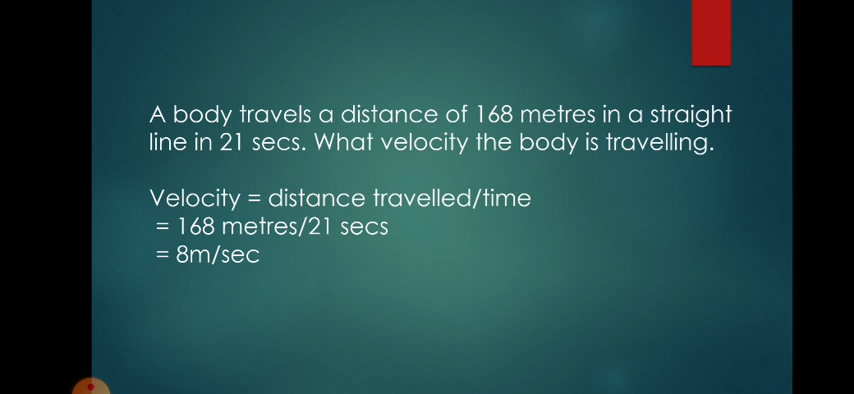 A body travels a distance of 168 metres in a straight
line in 21 secs. What velocity the body is travelling.
Velocity = distance travelled/time
= 168 metres/21 secs
= 8m/sec